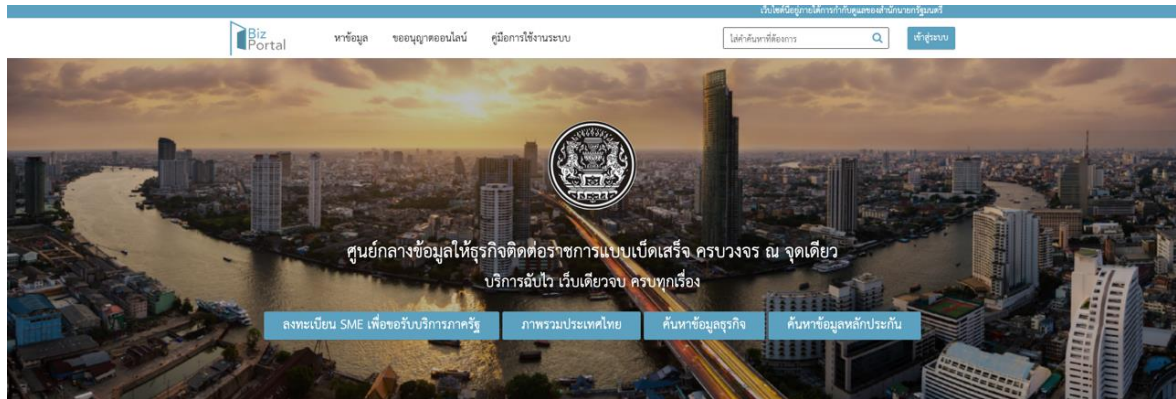 เว็บไซต์นี้อยู่ภายใต้การกำกับดูแลของสำนักนายกรัฐมนตรี
Biz
Portal
หาข้อมูล
ขออนุญาตออนไลน์
คู่มือการใช้งานระบบ
ใส่คำค้นหาที่ต้องการ
เข้าสู่ระบบ
ศูนย์กลางข้อมูลให้ธุรกิจติดต่อราชการแบบเบ็ดเสร็จ ครบวงจร ณ จุดเดียว
บริการฉับไว เว็บเดียวจบ ครบทุกเรื่อง
ลงทะเบียน SME เพื่อขอรับบริการภาครัฐ
ภาพรวมประเทศไทย
ค้นหาข้อมูลธุรกิจ
ค้นหาข้อมูลหลักประกัน